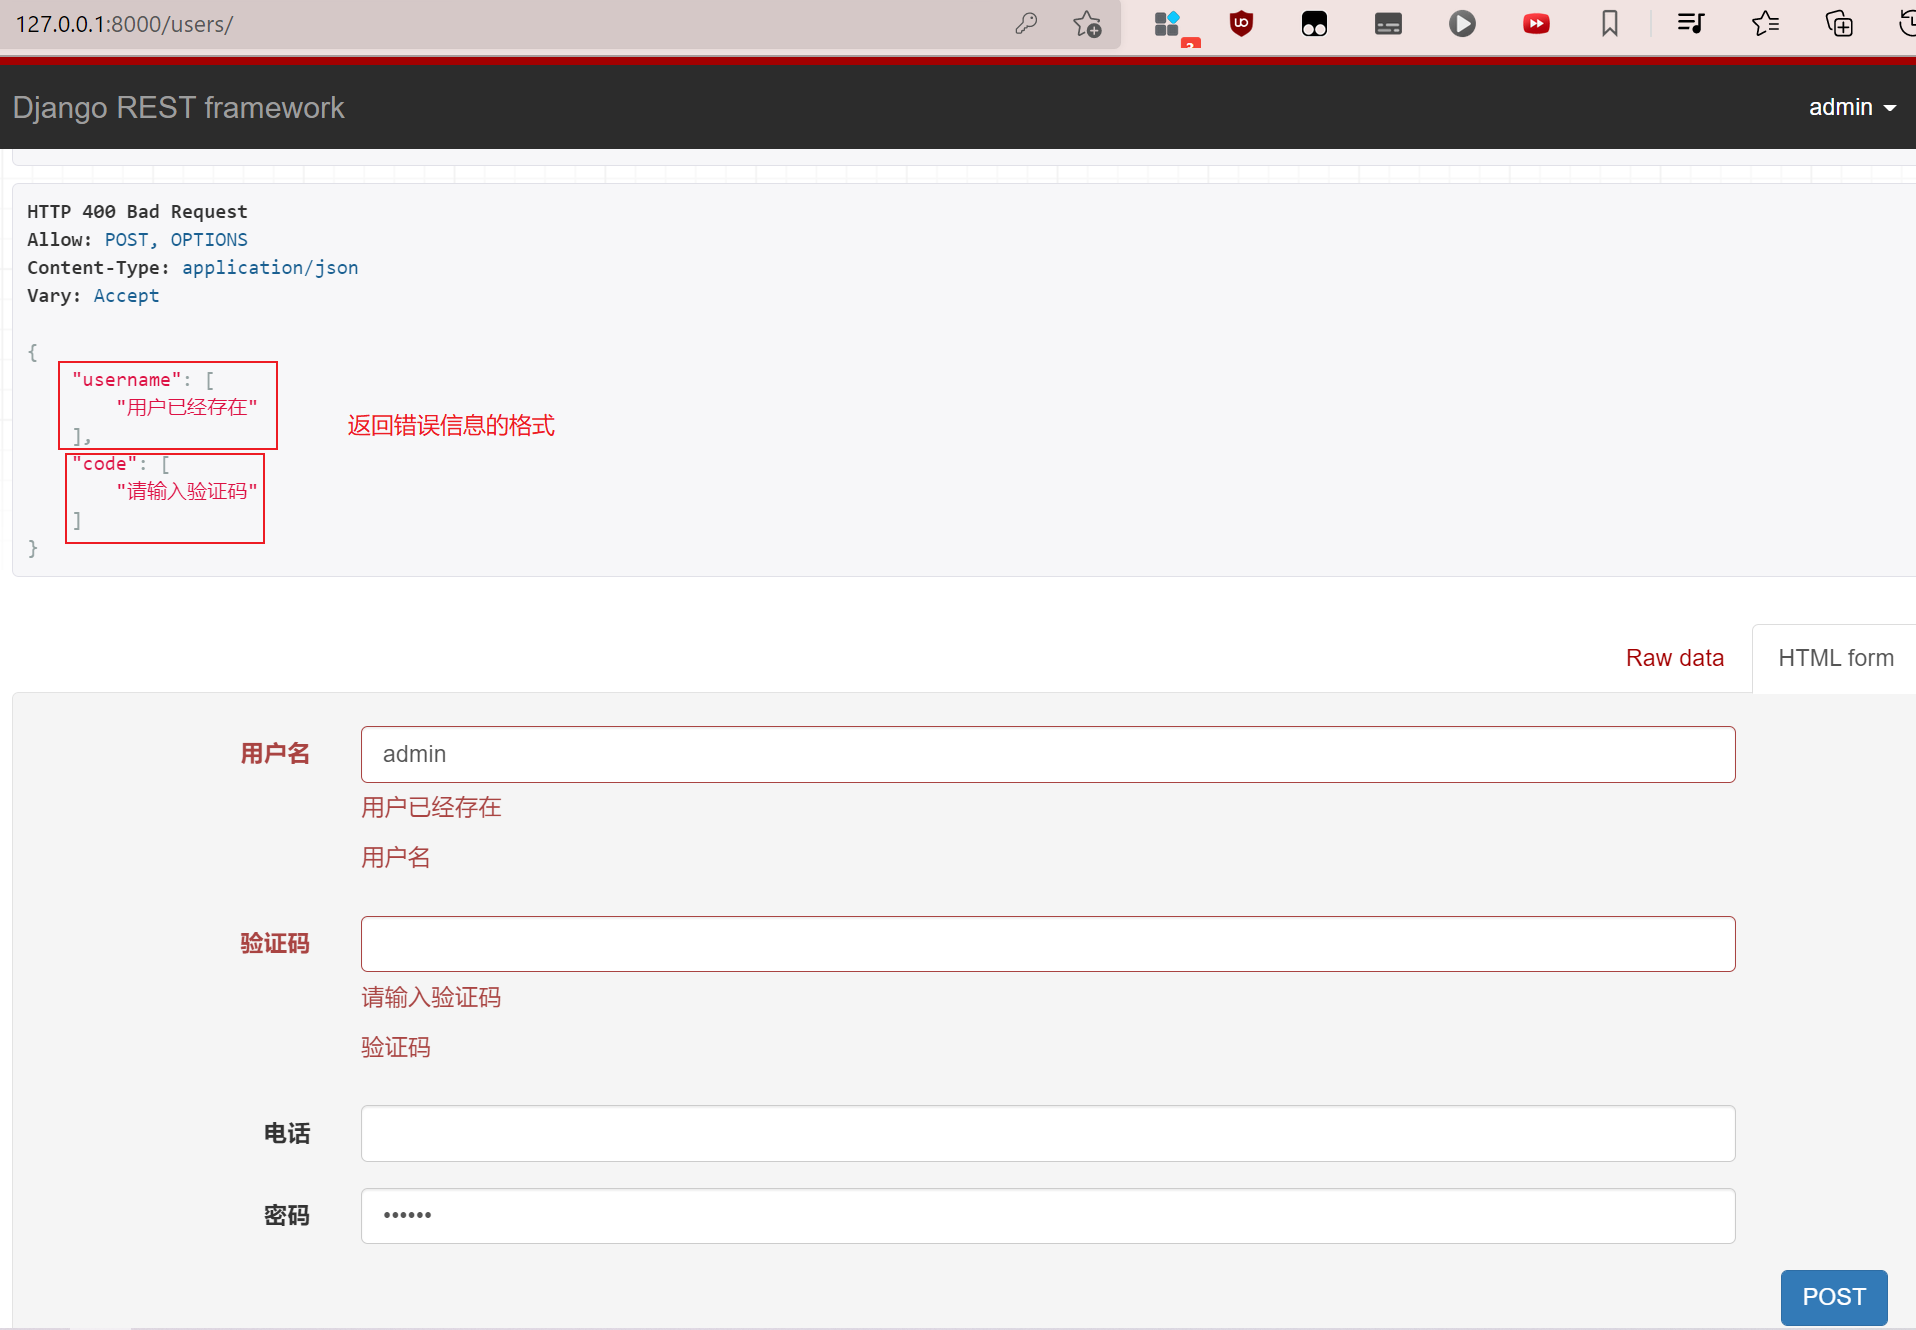 127.0.0.1:8000/users/
Django REST framework
admin
HTTP 400 Bad Request
Allow: POST, OPTIONS
Content-Type: application/json
Vary: Accept
{
"username": [
"用户已经存在"
],
返回错误信息的格式
"code": [
"请输入验证码"
]
}
Raw data
HTML form
用户名
admin
用户已经存在
用户名
验证码
请输入验证码
验证码
电话
密码
••••••
POST